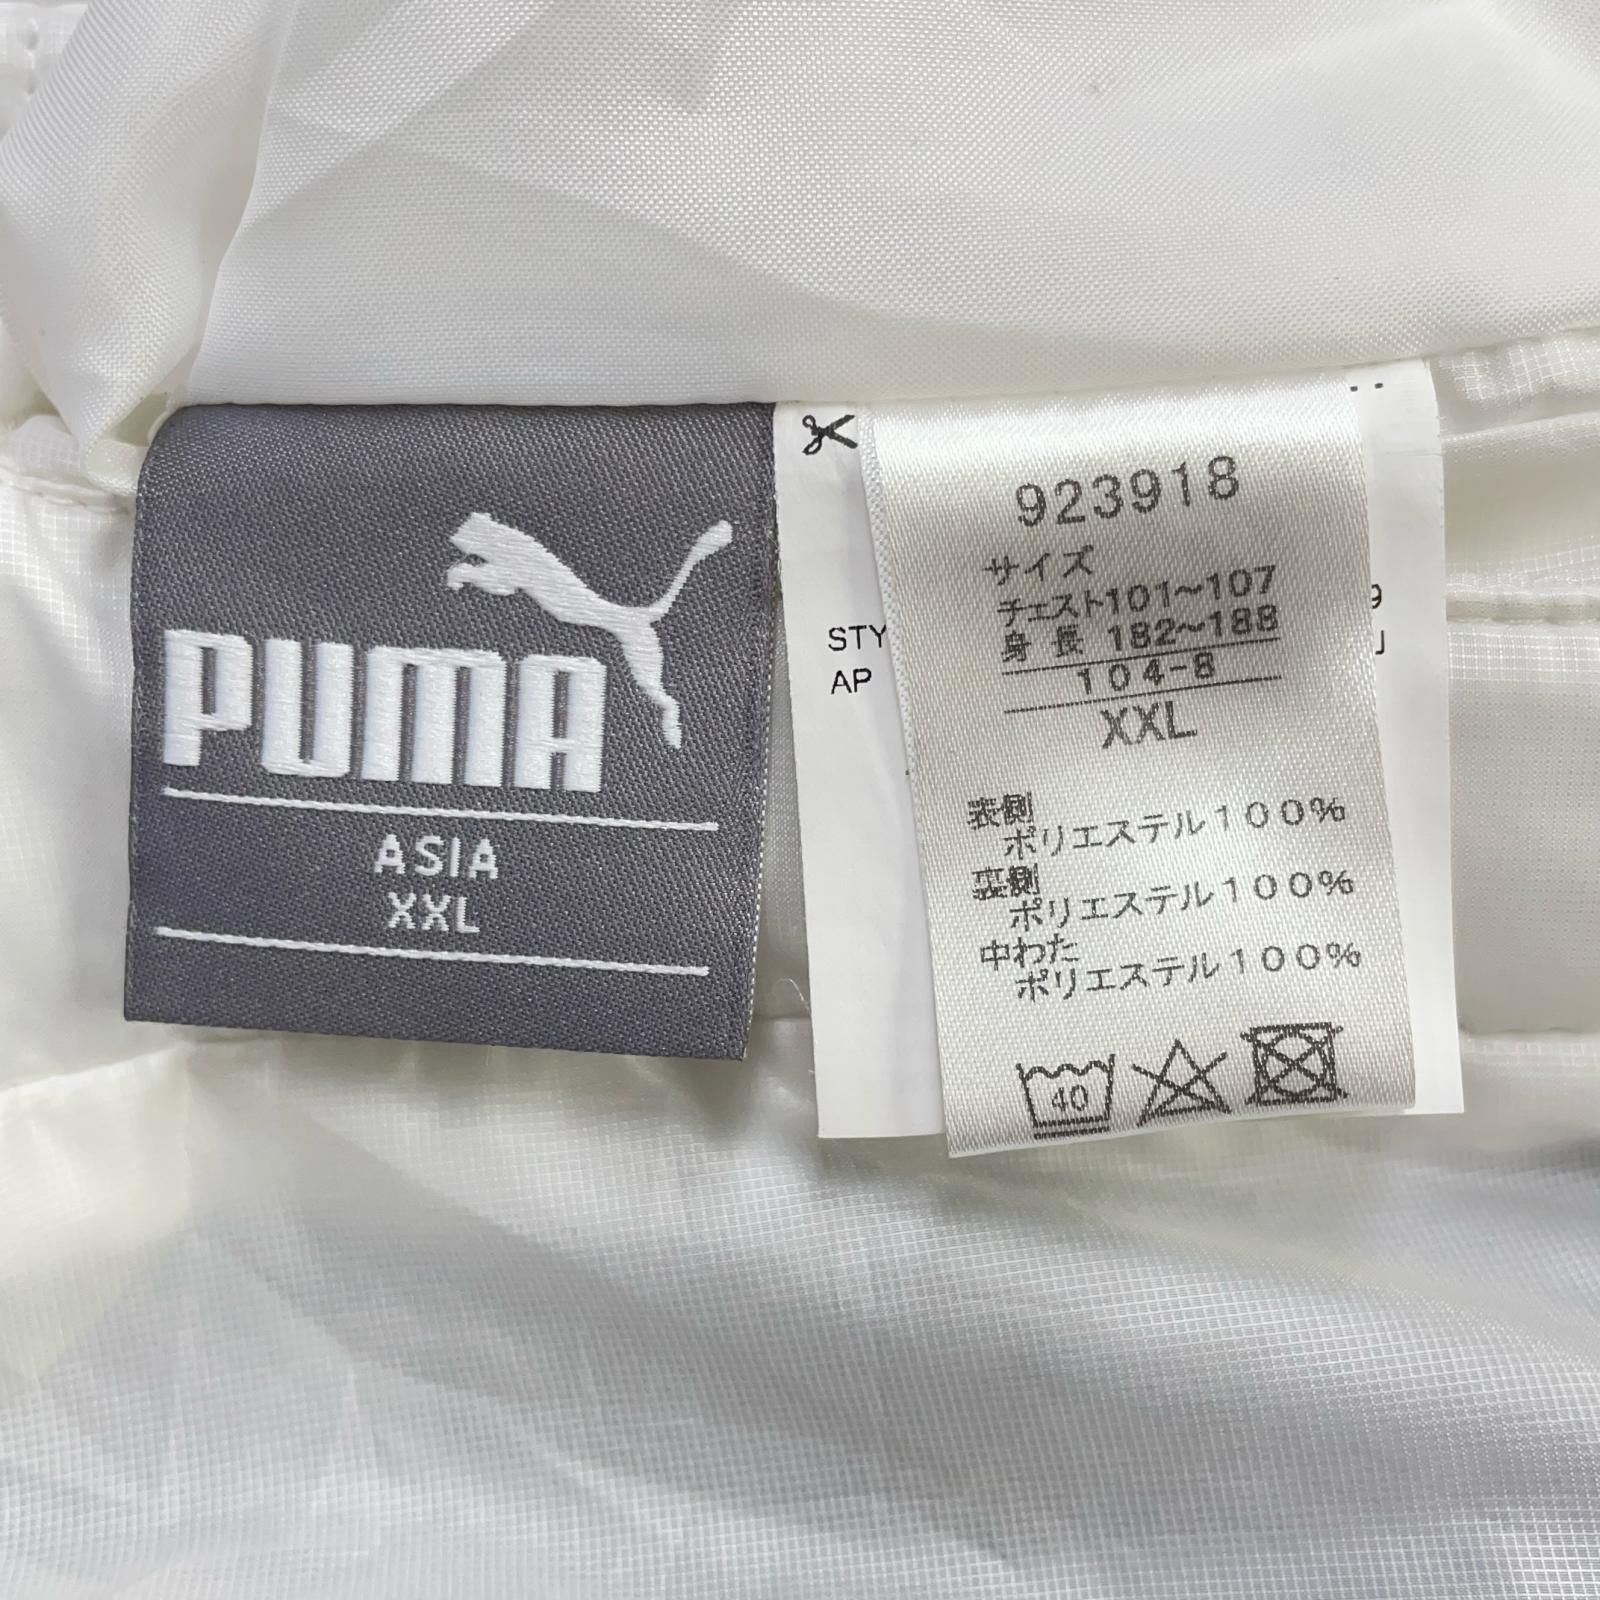 PUMA
ASIA
XXL
STY
AP
923918
サイズ
チェスト101~107
身長 182~188
104-8
XXL
表側
ポリエステル100%
裏側
ポリエステル100%
中わた
ポリエステル100%
40
9